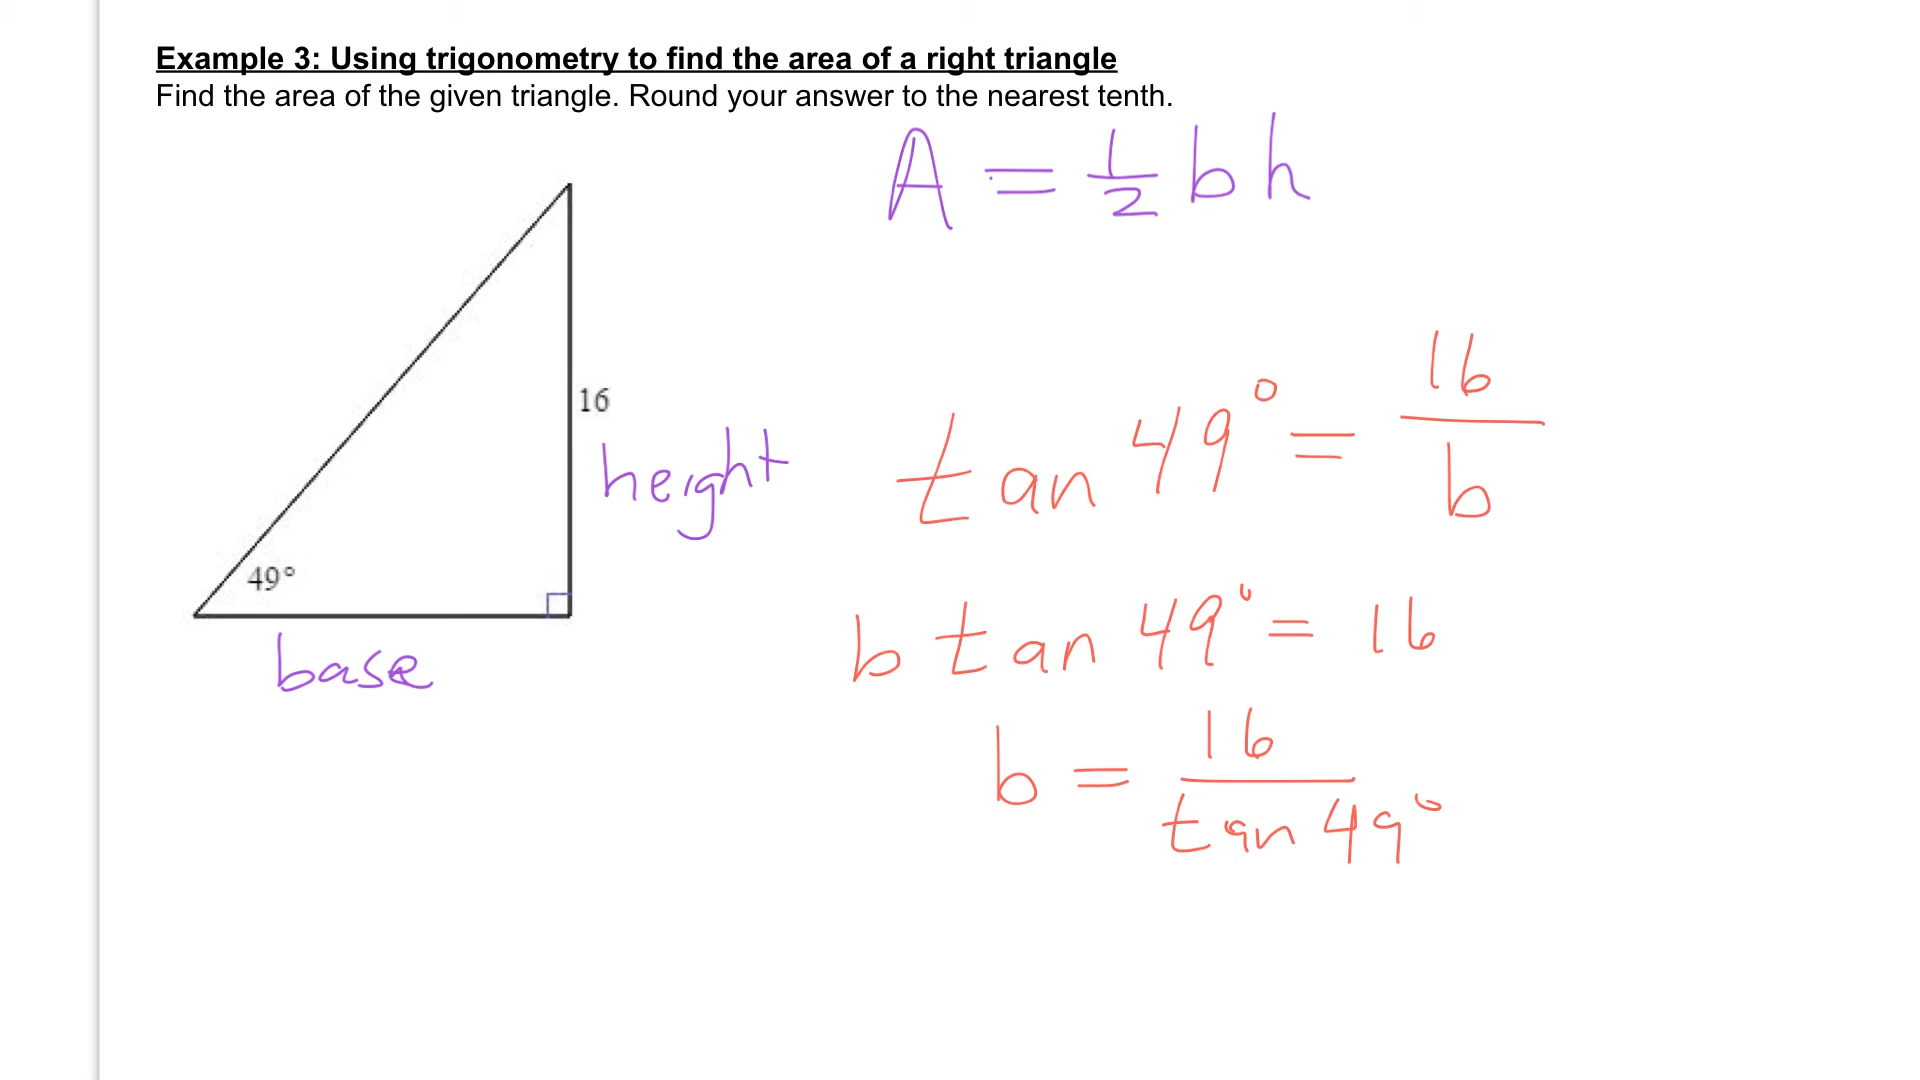 Example 3: Using trigonometry to find the area of a right triangle
Find the area of the given triangle. Round your answer to the nearest tenth.
A = 1/2 b h
16
height
49°
base
tan 49° = 16/b
b tan 49° = 16
b = 16/tan 49°